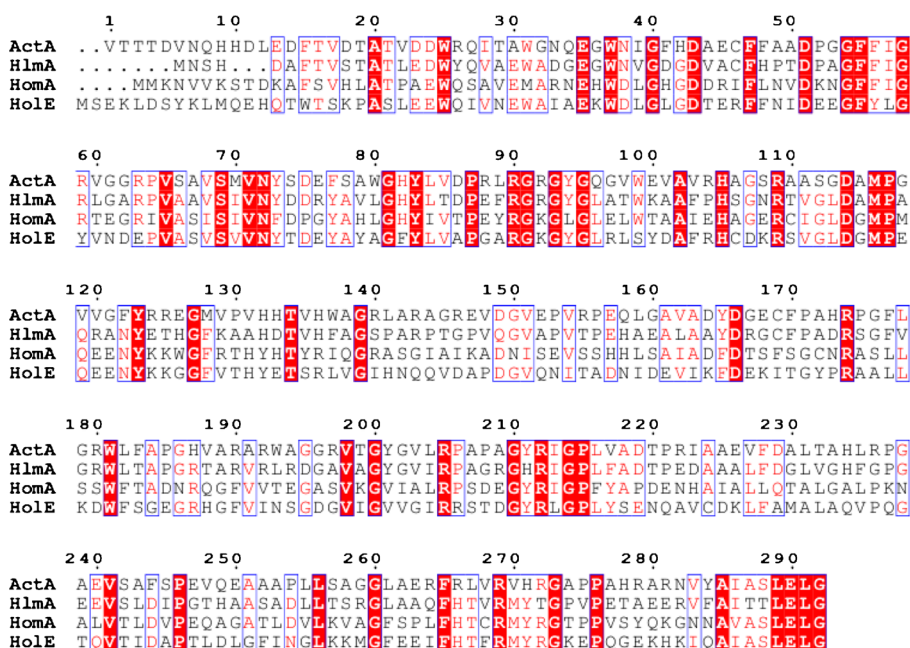 1 10 20 30 40 50
ActA ..VTTTDVNQHHDLEDFTVDTATVDDWRQITAWGNQEGWNIGFHDAECFFAADPGGFFIG
HlmA .......MNSH...DAFTVSTATLEDWYQVAEWADGEGWNVGDGDVACFHPTDPAGFFIG
HomA ....MMKNVVKSTDKAFSVHLATPAEWQSAVEMARNEHWDLGHGDDRIFLNVDKNGFFIG
HolE MSEKLDSYKLMQEHQTWTSKPASLEEWQIVNEWAIAEKWDLGLGDTERFFNIDEEGFYLG
60 70 80 90 100 110
ActA RVGGRPVSAVSMVNYSDEFSAWGHYLVDPRLRGRGYGQGVWEVAVRHAGSRAASGDAMPG
HlmA RLGARPVAAVSIVNYDDRYAVLGHYLTDPEFRGRGYGLATWKAAFPHSGNRTVGLDGMPA
HomA RTEGRIVASISIVNFDPGYAHLGHYIVTPEYRGKGLGLELWTAAIEHAGERCIGLDGMPM
HolE YVNDEPVASVSVVNYTDEYAYAGFYLVAPGARGKGYGLRLSYDAFRHCDKRSVGLDGMPE
120 130 140 150 160 170
ActA VVGFYRREGMVPVHHTVHWAGRLARAGREVDGVEPVRPEQLGAVADYDGECFPAHRPGFL
HlmA QRANYETHGFKAAHDTVHFAGSPARPTGPVQGVAPVTPEHAEALAAYDRGCFPADRSGFV
HomA QEENYKKWGFRTHYHTYRIQGRASGIAIKADNISEVSSHHLSAIADFDTSFSGCNRASLL
HolE QEENYKKGGFVTHYETSRLVGIHNQQVDAPDGVQNITADNIDEVIKFDEKITGYPRAALL
180 190 200 210 220 230
ActA GRWLFAPGHVARARWAGGRVTGYGVLRPAPAGYRIGPLVADTPRIAAEVFDALTAHLRPG
HlmA GRWLTAPGRTARVRLRDGAVAGYGVIRPAGRGHRIGPLFADTPEDAAALFDGLVGHFGPG
HomA SSWFTADNRQGFVVTEGASVKGVIALRPSDEGYRIGPFYAPDENHAIALLQTALGALPKN
HolE KDWFSGEGRHGFVINSGDGVIGVVGIRRSTDGYRLGPLYSENQAVCDKLFAMALAQVPQG
240 250 260 270 280 290
ActA AEVSAFSPEVQEAAAPLLSAGGLAERFRLVRVHRGAPPAHRARNVYAIASLELG
HlmA EEVSLDIPGTHAASADLLTSRGLAAQFHTVRMYTGPVPETAEERVFAITTLELG
HomA ALVTLDVPEQAGATLDVLKVAGFSPLFHTCRMYRGTPPVSYQKGNNAVASLELG
HolE TQVTIDAPTLDLGFINGLKKMGFEEIFHTFRMYRGKEPQGEKHKIQAIASLELG